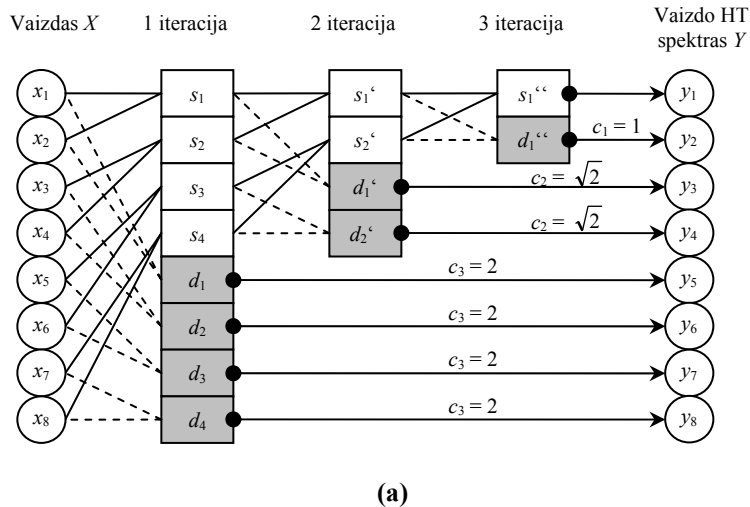 Vaizdas X 1 iteracija 2 iteracija 3 iteracija Vaizdo HT spektras Y
x₁ s₁ s₁‘ s₁‘‘ y₁
x₂ s₂ s₂‘ d₁‘‘ c₁ = 1 y₂
x₃ s₃ d₁‘ c₂ = √2 y₃
x₄ s₄ d₂‘ c₂ = √2 y₄
x₅ d₁ c₃ = 2 y₅
x₆ d₂ c₃ = 2 y₆
x₇ d₃ c₃ = 2 y₇
x₈ d₄ c₃ = 2 y₈
(a)